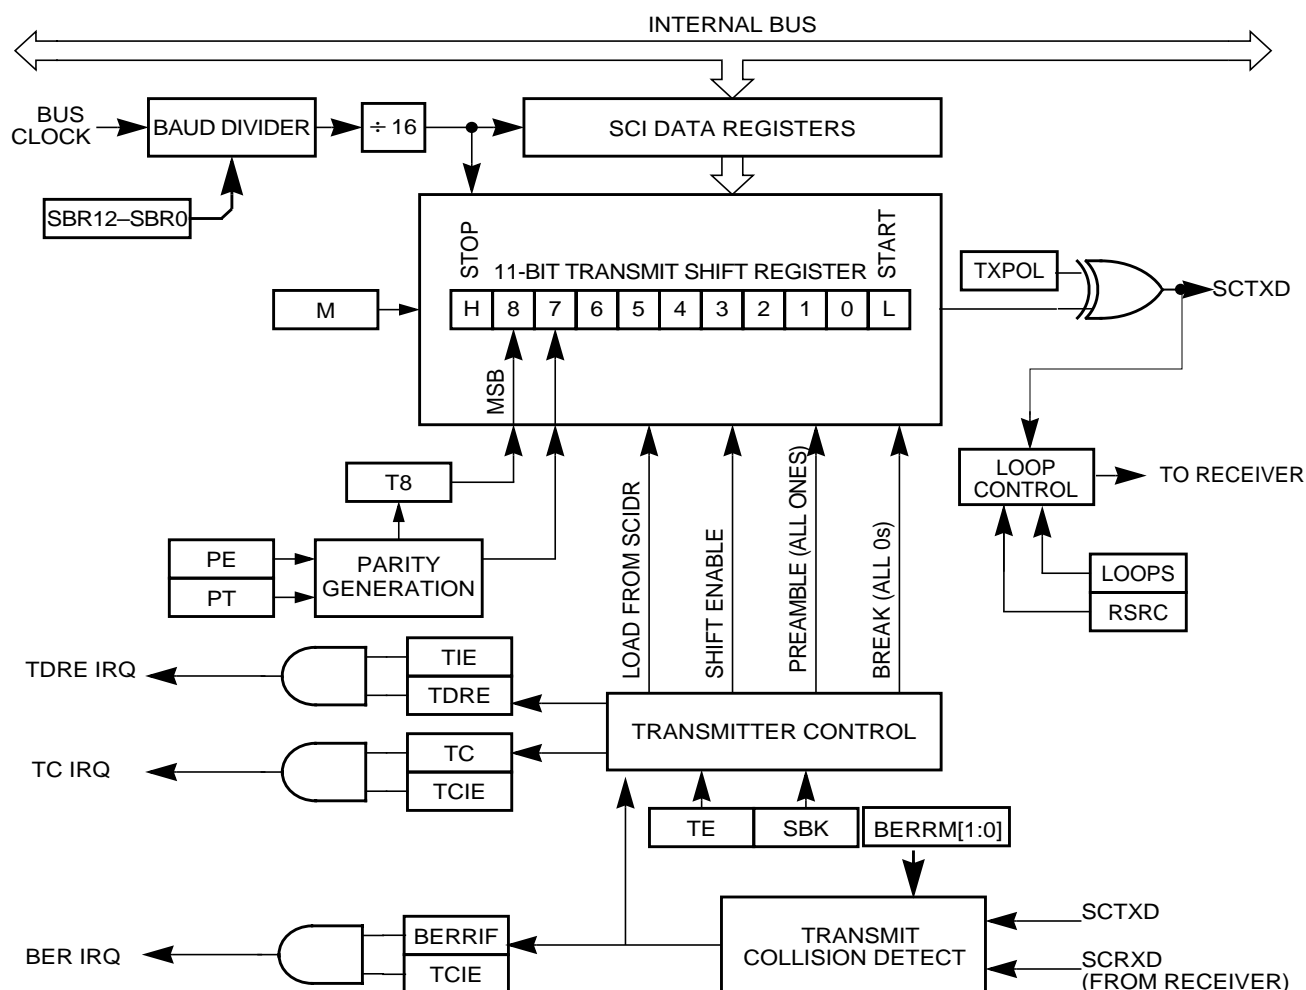 INTERNAL BUS
BUS
CLOCK
BAUD DIVIDER
÷ 16
SCI DATA REGISTERS
SBR12–SBR0
STOP
11-BIT TRANSMIT SHIFT REGISTER
START
M
H 8 7 6 5 4 3 2 1 0 L
TXPOL
SCTXD
MSB
T8
LOOP
CONTROL
TO RECEIVER
PE
PT
PARITY
GENERATION
LOAD FROM SCIDR
SHIFT ENABLE
PREAMBLE (ALL ONES)
BREAK (ALL 0s)
LOOPS
RSRC
TDRE IRQ
TIE
TDRE
TRANSMITTER CONTROL
TC IRQ
TC
TCIE
TE
SBK
BERRM[1:0]
BER IRQ
BERRIF
TCIE
TRANSMIT
COLLISION DETECT
SCTXD
SCRXD
(FROM RECEIVER)